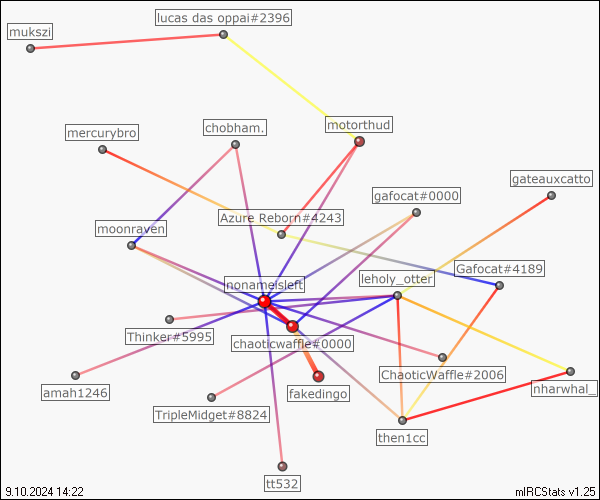 lucas das oppai#2396
mukszi
chobham.
motorthud
mercurybro
gateauxcatto
gafocat#0000
Azure Reborn#4243
moonraven
Gafocat#4189
leholy_otter
nonameisleft
Thinker#5995
chaoticwaffle#0000
ChaoticWaffle#2006
amah1246
fakedingo
nharwhal_
TripleMidget#8824
then1cc
tt532
9.10.2024 14:22
mIRCStats v1.25